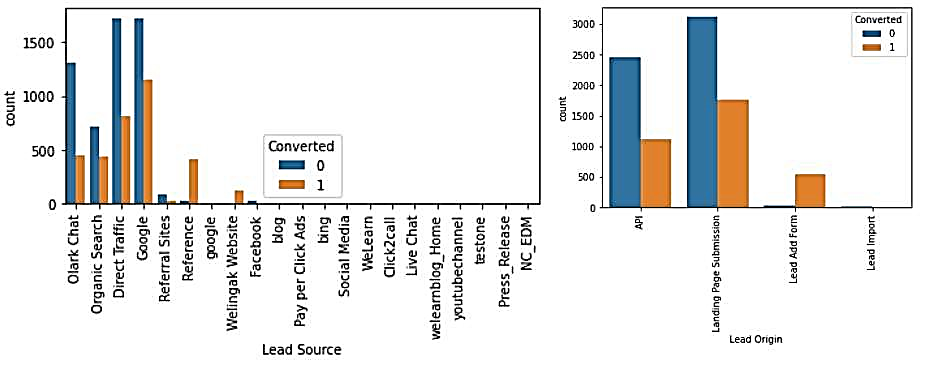 1500
1000
500
0
count
Converted
0
1
Olark Chat
Organic Search
Direct Traffic
Google
Referral Sites
Reference
google
Welingak Website
Facebook
blog
Pay per Click Ads
bing
Social Media
WeLearn
Click2call
Live Chat
welearnblog_Home
youtubechannel
testone
Press_Release
NC_EDM
Lead Source
3000
2500
2000
1500
1000
500
0
count
Converted
0
1
API
Landing Page Submission
Lead Add Form
Lead Import
Lead Origin